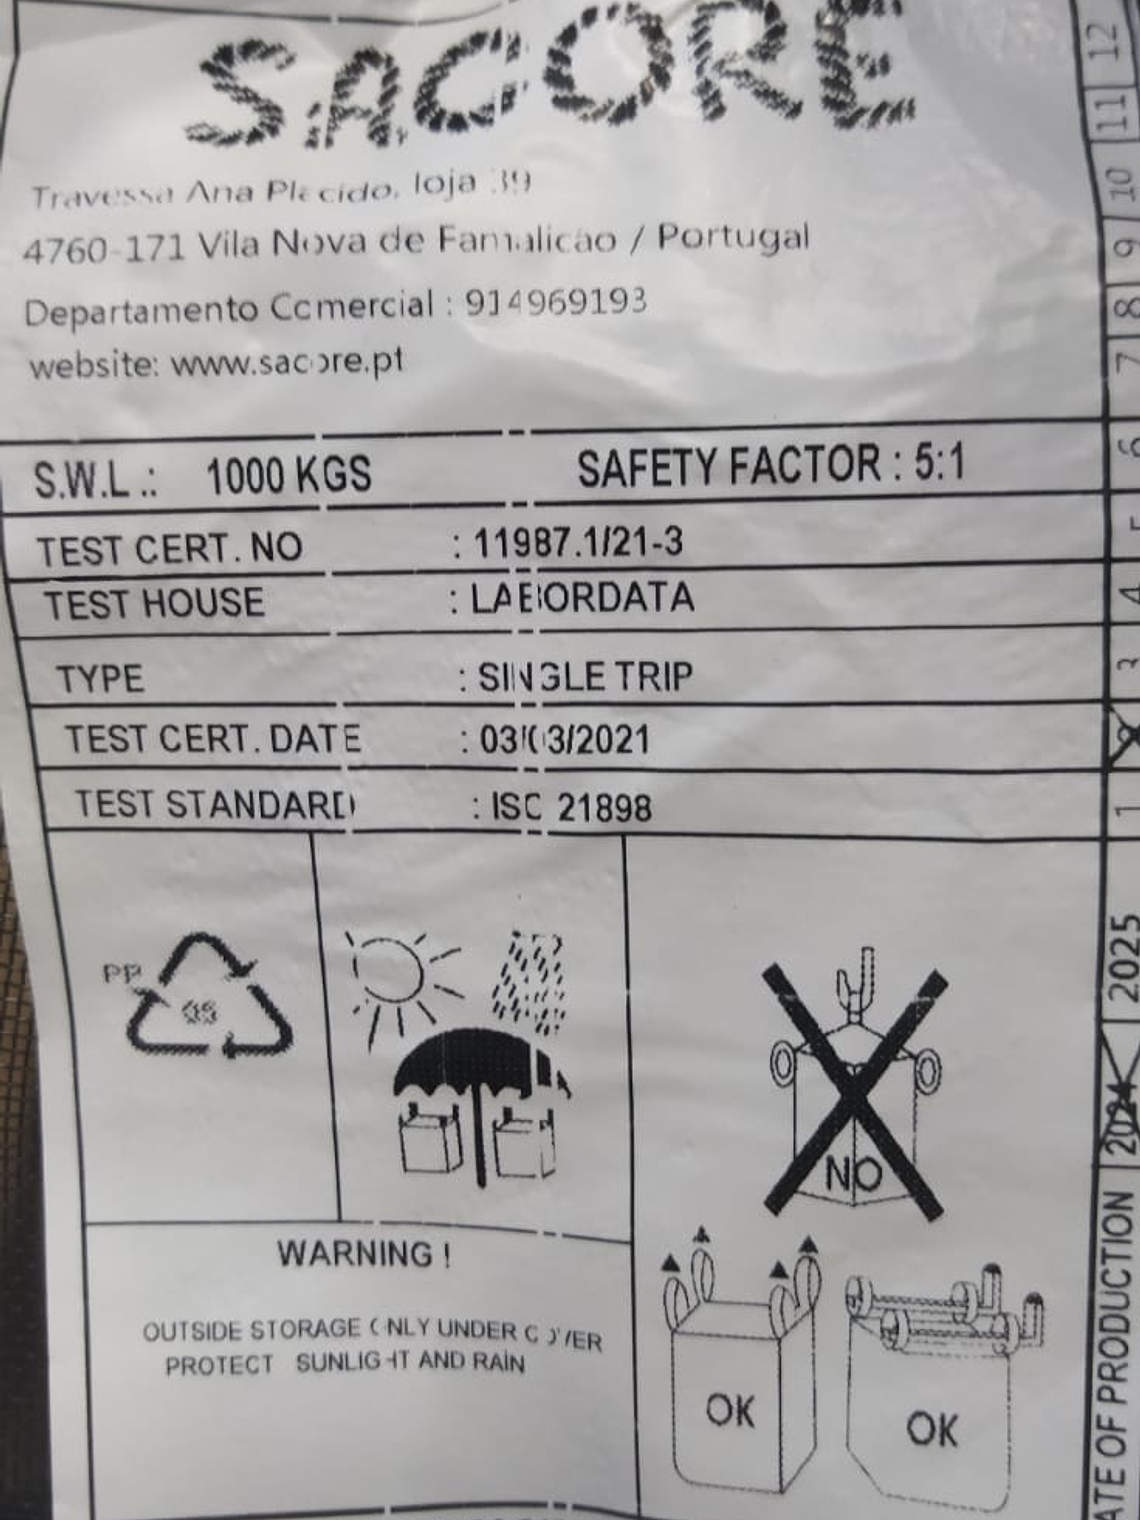 SACORE
Travessa Ana Placido, loja 39
4760-171 Vila Nova de Famalicao / Portugal
Departamento Comercial : 914969193
website: www.sacore.pt
S.W.L .: 1000 KGS SAFETY FACTOR : 5:1
TEST CERT. NO : 11987.1/21-3
TEST HOUSE : LABORDATA
TYPE : SINGLE TRIP
TEST CERT. DATE : 03/03/2021
TEST STANDARD : ISO 21898
PP
05
NO
WARNING !
OUTSIDE STORAGE ONLY UNDER COVER
PROTECT SUNLIGHT AND RAIN
OK
OK
ATE OF PRODUCTION 2024 2025 1 2 3 4 5 6 7 8 9 10 11 12